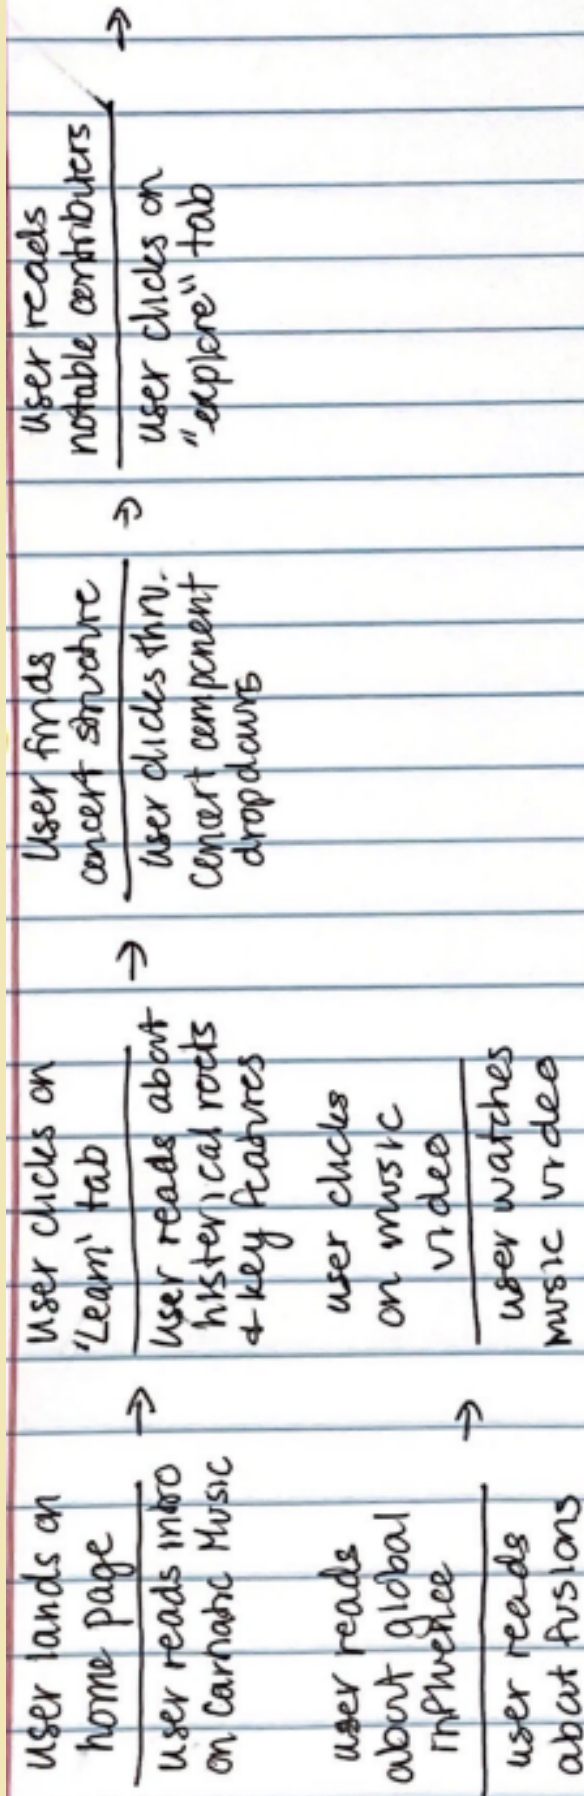 User lands on
home page
User reads intro
on Carnatic Music
→
User clicks on
'Learn' tab
User reads about
historical roots
& key features
→
User finds
concert structure
user clicks thru.
concert component
dropdowns
→
user reads
notable contributers
user clicks on
"explore" tab
→
user reads
about global
influence
user reads
about fusions
→
user clicks
on music
video
user watches
music video